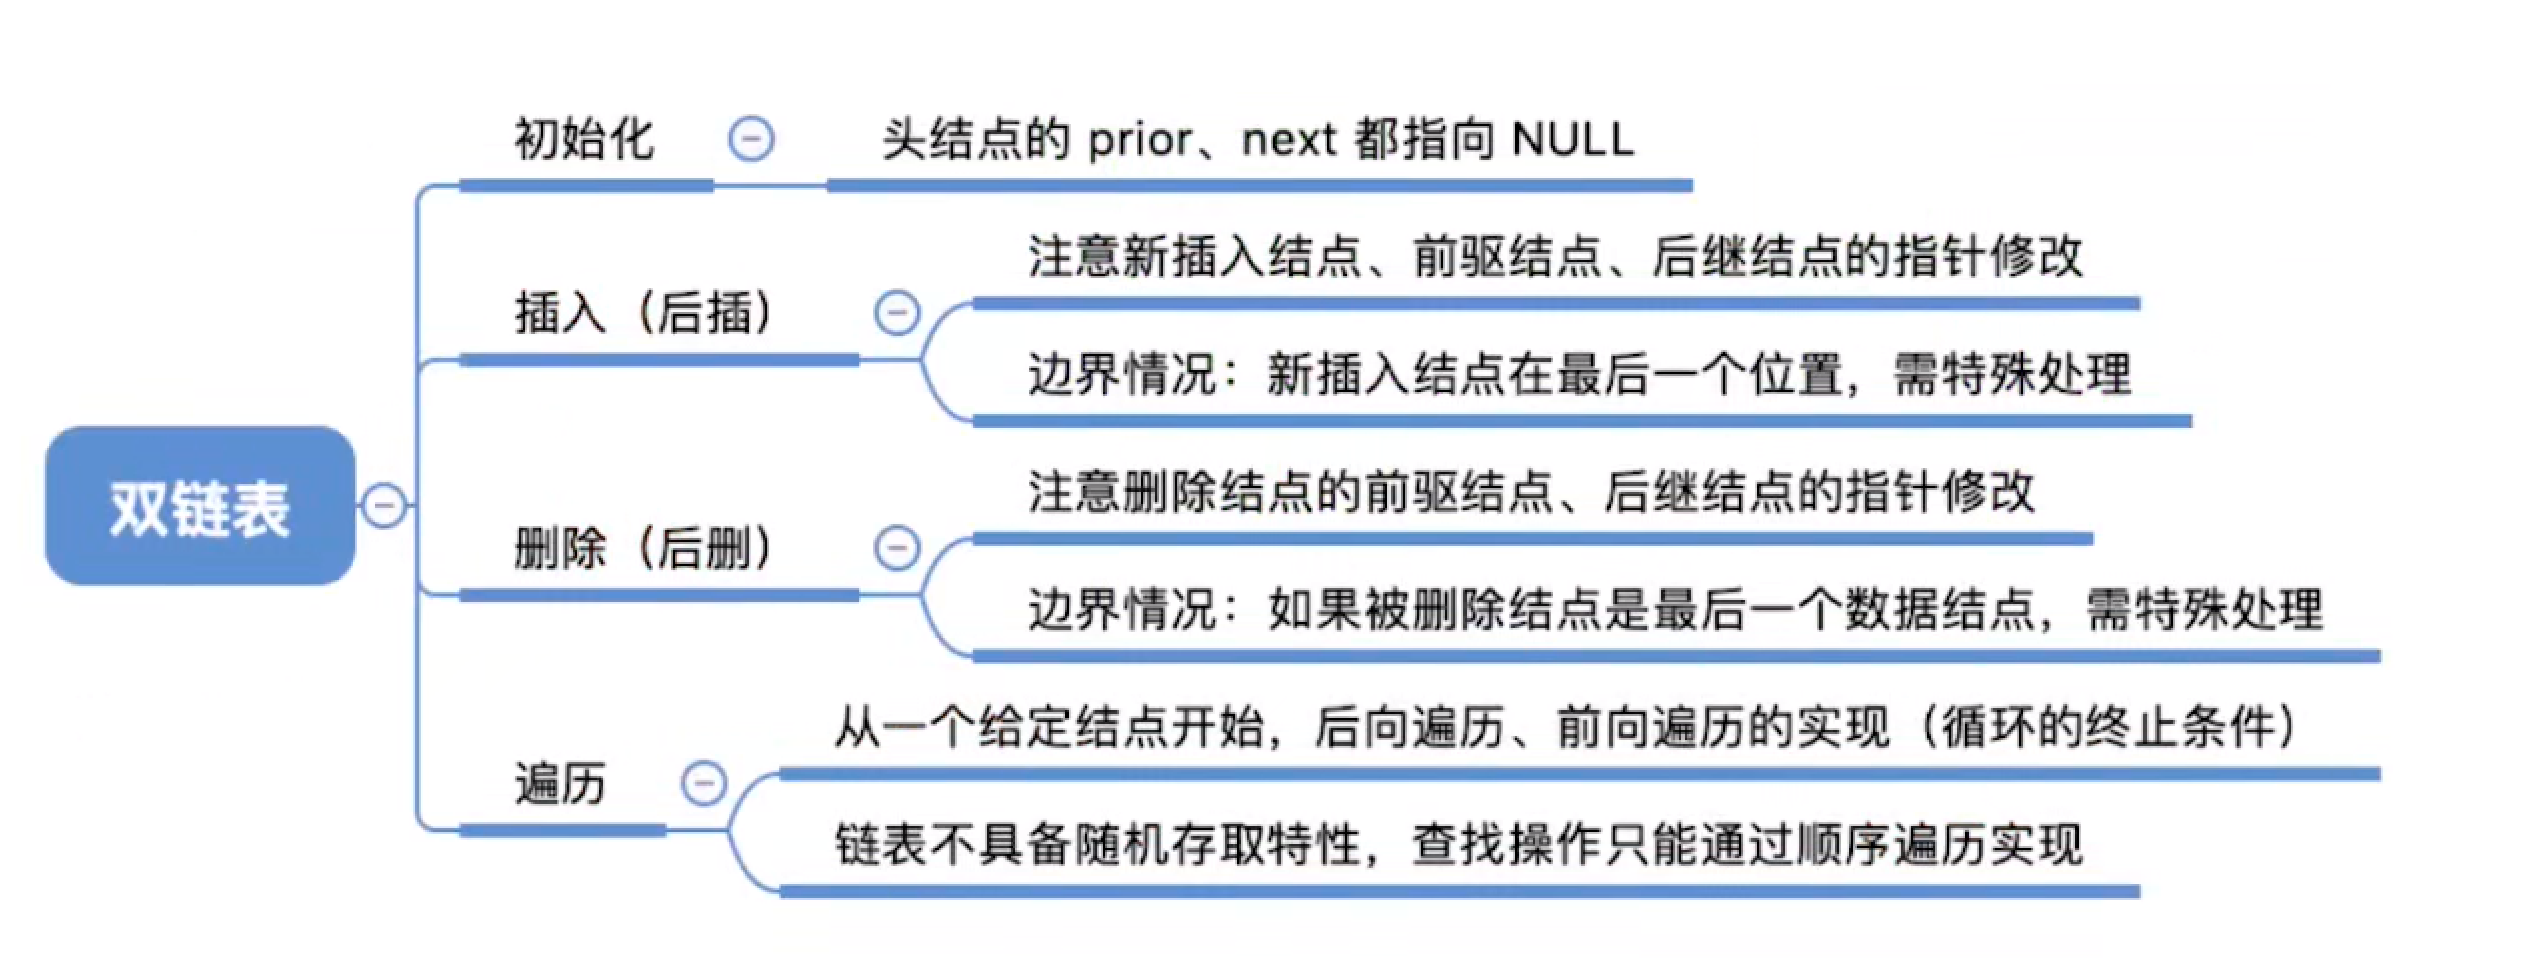 双链表
初始化
头结点的 prior、next 都指向 NULL
插入（后插）
注意新插入结点、前驱结点、后继结点的指针修改
边界情况：新插入结点在最后一个位置，需特殊处理
删除（后删）
注意删除结点的前驱结点、后继结点的指针修改
边界情况：如果被删除结点是最后一个数据结点，需特殊处理
遍历
从一个给定结点开始，后向遍历、前向遍历的实现（循环的终止条件）
链表不具备随机存取特性，查找操作只能通过顺序遍历实现